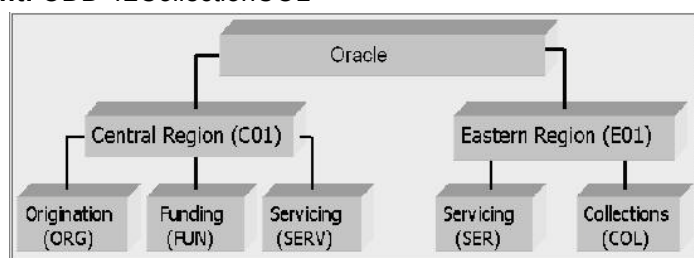 Oracle
Central Region (C01)
Eastern Region (E01)
Origination
(ORG)
Funding
(FUN)
Servicing
(SERV)
Servicing
(SER)
Collections
(COL)